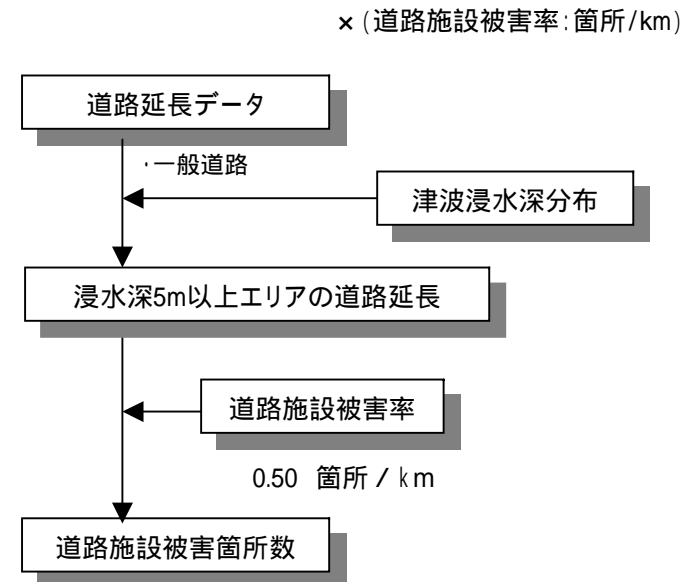 ×(道路施設被害率:箇所/km)
道路延長データ
・一般道路
津波浸水深分布
浸水深5m以上エリアの道路延長
道路施設被害率
0.50 箇所/km
道路施設被害箇所数